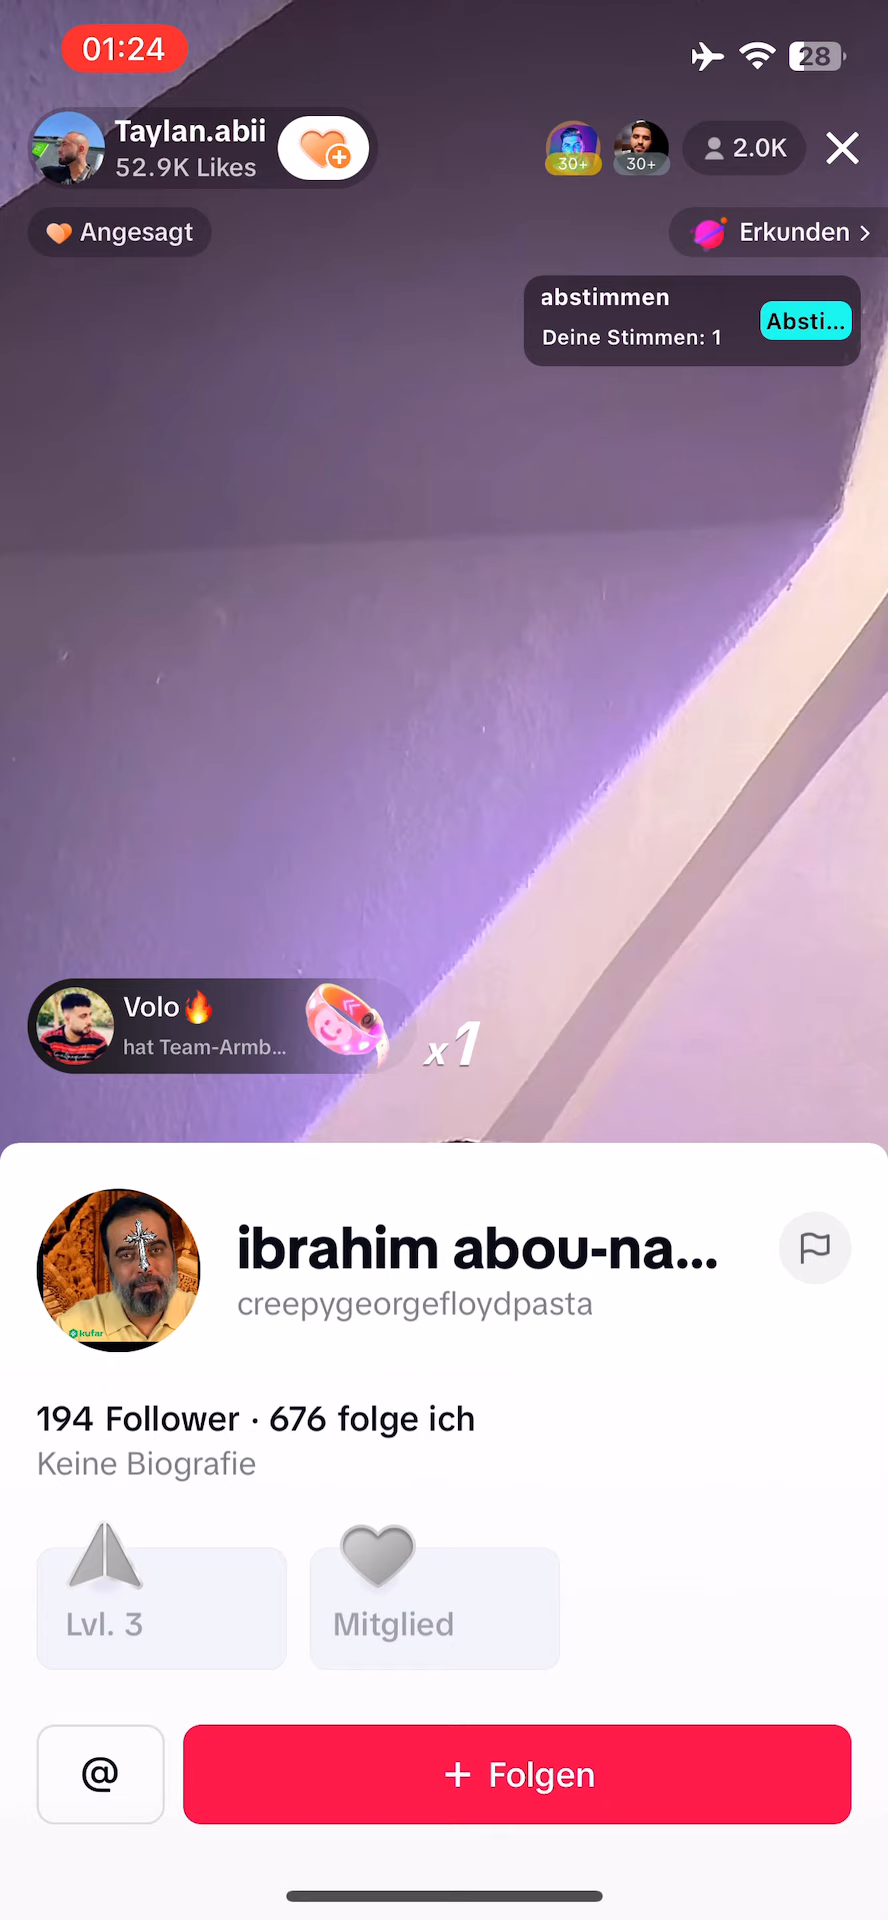 01:24
28
Taylan.abii
52.9K Likes
30+
30+
2.0K
Angesagt
Erkunden >
abstimmen
Deine Stimmen: 1
Absti...
Volo🔥
hat Team-Armb...
x1
kufar
ibrahim abou-na...
creepygeorgefloydpasta
194 Follower · 676 folge ich
Keine Biografie
Lvl. 3
Mitglied
@
+ Folgen